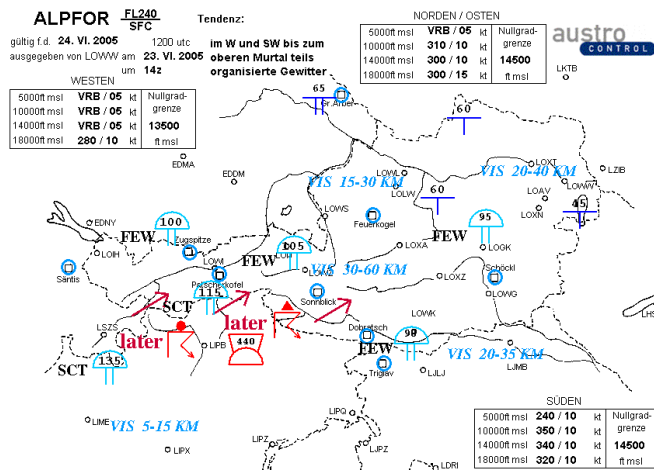 ALPFOR FL240
SFC
gültig f.d. 24. VI. 2005 1200 utc
ausgegeben von LOWW am 23. VI. 2005
um 14z
Tendenz:
im W und SW bis zum
oberen Murtal teils
organisierte Gewitter
NORDEN / OSTEN
5000ft msl VRB / 05 kt Nullgrad-
10000ft msl 310 / 10 kt grenze
14000ft msl 300 / 10 kt 14500
18000ft msl 300 / 15 kt ft msl
austro
CONTROL
WESTEN
5000ft msl VRB / 05 kt Nullgrad-
10000ft msl VRB / 05 kt grenze
14000ft msl VRB / 05 kt 13500
18000ft msl 280 / 10 kt ft msl
LKTB
65
Gr.Arber
60
EDMA
EDDM
VIS 15-30 KM
LOWL
LOLW
VIS 20-40 KM
LOXT
LZIB
LOWW
LOAV
LOXN
60
45
EDNY
100
FEW
LOWS
Feuerkogel
95
FEW
LOGK
LOIH
Zugspitze
LOWI
FEW
105
LOXA
Säntis
Patscherkofel
VIS 30-60 KM
LOWZ
LOXZ
Schöckl
115
SCT
Sonnblick
LOWG
later
later
LOWK
LSZS
LIPB
440
Dobratsch
98
FEW
VIS 20-35 KM
LJMB
LHS
SCT
135
Triglav
LJLJ
LIME
VIS 5-15 KM
LIPX
LIPQ
LIPZ
LJPZ
LDRI
SÜDEN
5000ft msl 240 / 10 kt Nullgrad-
10000ft msl 350 / 10 kt grenze
14000ft msl 340 / 10 kt 14500
18000ft msl 320 / 10 kt ft msl